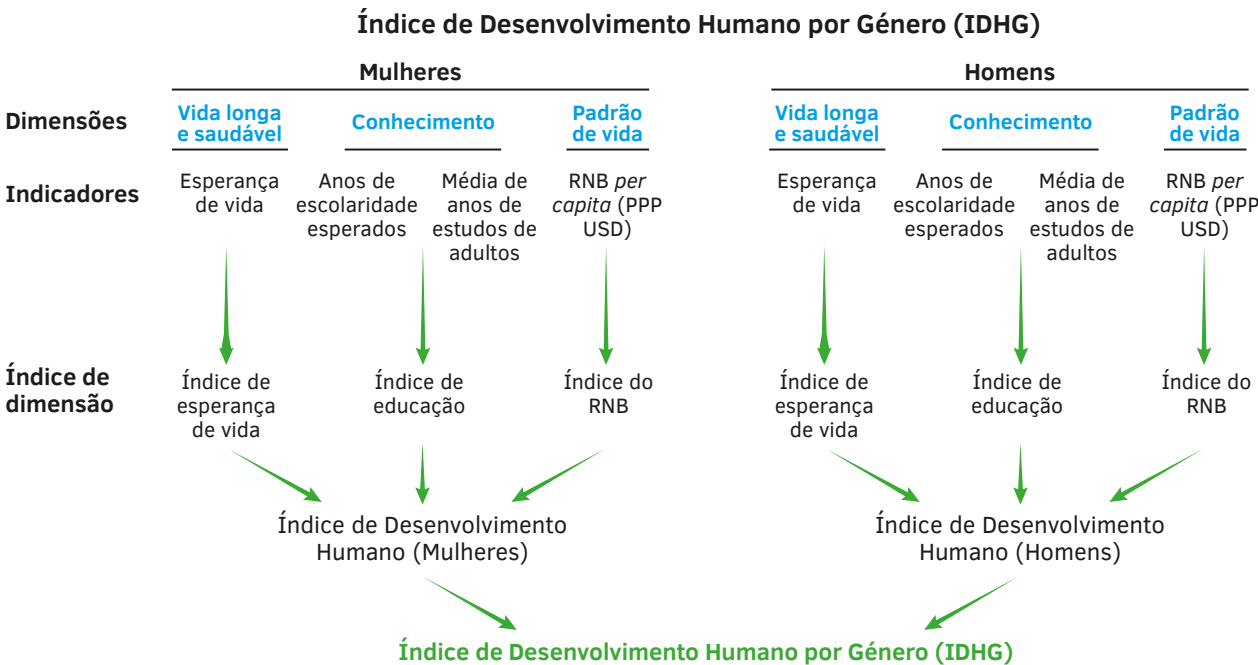 Índice de Desenvolvimento Humano por Género (IDHG)
Mulheres
Homens
Dimensões
Vida longa
e saudável
Conhecimento
Padrão
de vida
Vida longa
e saudável
Conhecimento
Padrão
de vida
Indicadores
Esperança
de vida
Anos de
escolaridade
esperados
Média de
anos de
estudos de
adultos
RNB per
capita (PPP
USD)
Esperança
de vida
Anos de
escolaridade
esperados
Média de
anos de
estudos de
adultos
RNB per
capita (PPP
USD)
Índice de
dimensão
Índice de
esperança
de vida
Índice de
educação
Índice do
RNB
Índice de
esperança
de vida
Índice de
educação
Índice do
RNB
Índice de Desenvolvimento
Humano (Mulheres)
Índice de Desenvolvimento
Humano (Homens)
Índice de Desenvolvimento Humano por Género (IDHG)